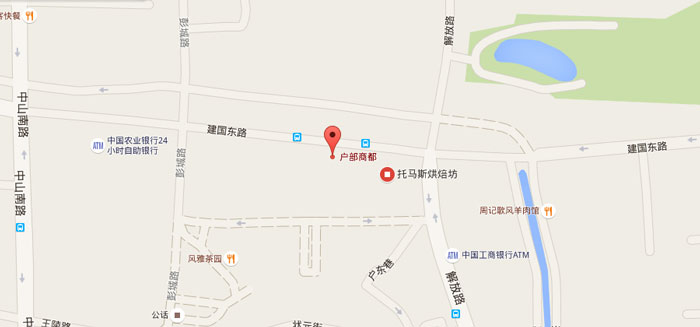 客快餐
彭城路
解放路
中山南路
建国东路
中国农业银行24
小时自助银行
户部商都
建国东路
彭城路
托马斯烘焙坊
中山南路
周记歌风羊肉馆
风雅茶园
中国工商银行ATM
解放路
公话
王陵路
状元街